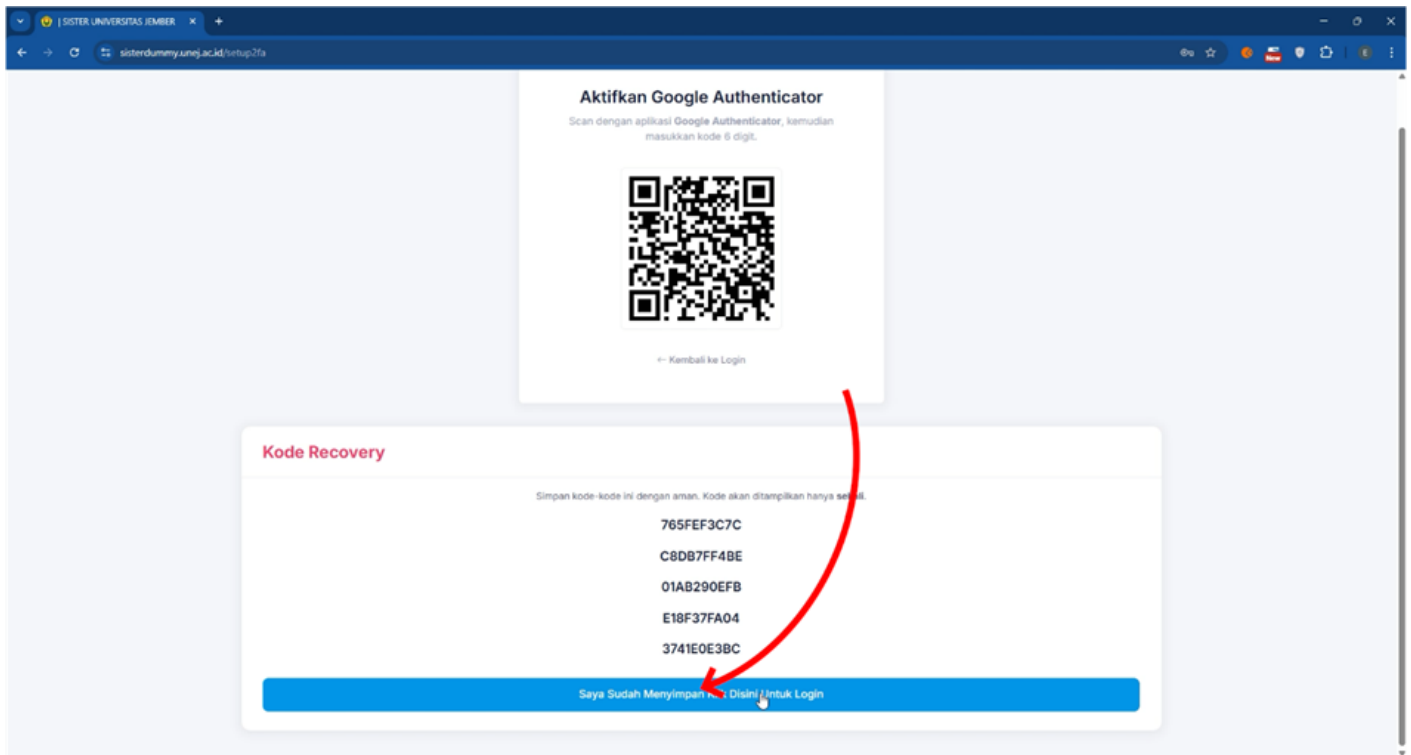 | SISTER UNIVERSITAS JEMBER
sisterdummy.unej.ac.id/setup2fa
New
Aktifkan Google Authenticator
Scan dengan aplikasi Google Authenticator, kemudian
masukkan kode 6 digit.
← Kembali ke Login
Kode Recovery
Simpan kode-kode ini dengan aman. Kode akan ditampilkan hanya sekali.
765FEF3C7C
C8DB7FF4BE
01AB290EFB
E18F37FA04
3741E0E3BC
Saya Sudah Menyimpan Disini Untuk Login